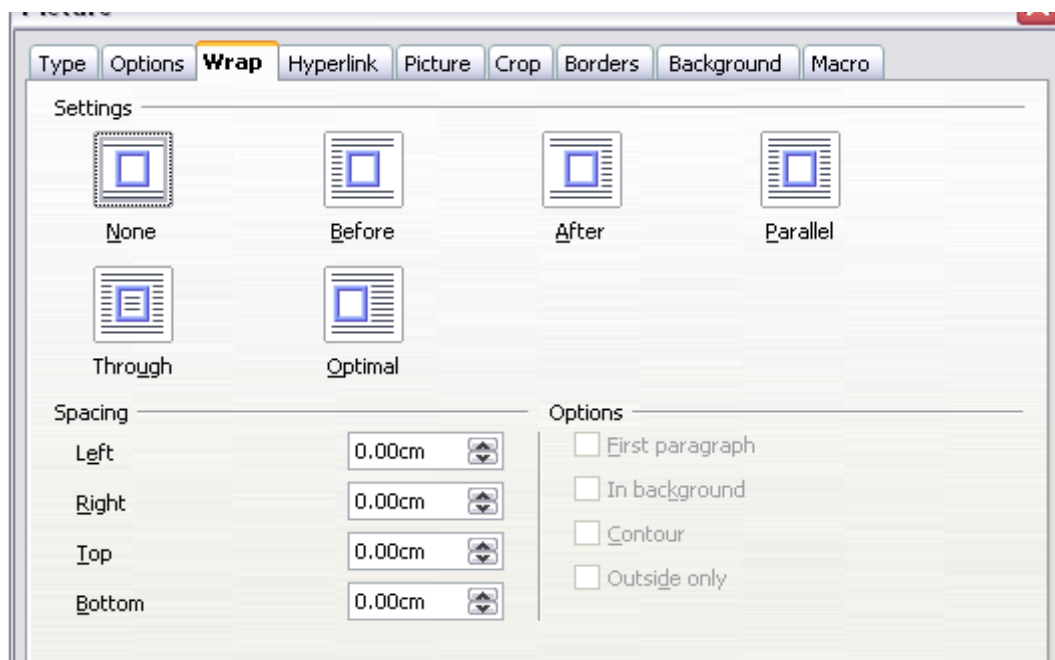 Picture
Type Options Wrap Hyperlink Picture Crop Borders Background Macro
Settings
None Before After Parallel
Through Optimal
Spacing Options
Left 0.00cm First paragraph
Right 0.00cm In background
Top 0.00cm Contour
Bottom 0.00cm Outside only